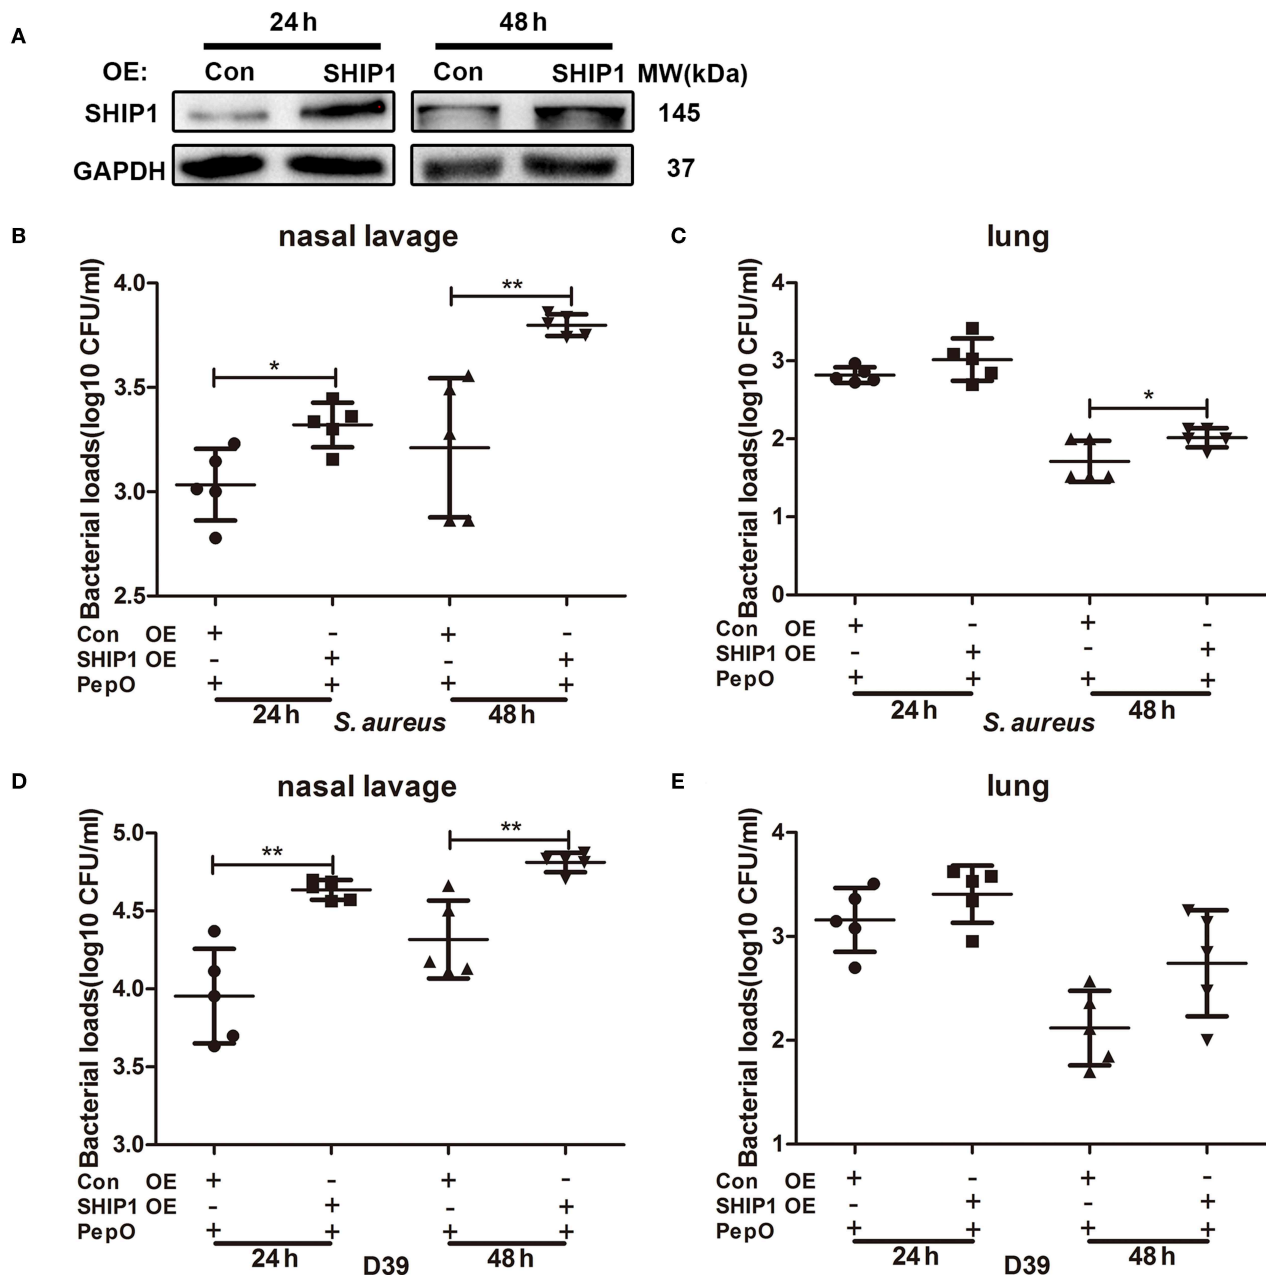 A
24 h 48 h
OE: Con SHIP1 Con SHIP1 MW(kDa)
SHIP1 145
GAPDH 37
B
nasal lavage
Bacterial loads(log10 CFU/ml)
4.0
3.5
3.0
2.5
*
**
Con OE + - + -
SHIP1 OE - + - +
PepO + + + +
24 h 48 h
S. aureus
C
lung
Bacterial loads(log10 CFU/ml)
4
3
2
1
0
*
Con OE + - + -
SHIP1 OE - + - +
PepO + + + +
24 h 48 h
S. aureus
D
nasal lavage
Bacterial loads(log10 CFU/ml)
5.0
4.5
4.0
3.5
3.0
**
**
Con OE + - + -
SHIP1 OE - + - +
PepO + + + +
24 h 48 h
D39
E
lung
Bacterial loads(log10 CFU/ml)
4
3
2
1
Con OE + - + -
SHIP1 OE - + - +
PepO + + + +
24 h 48 h
D39